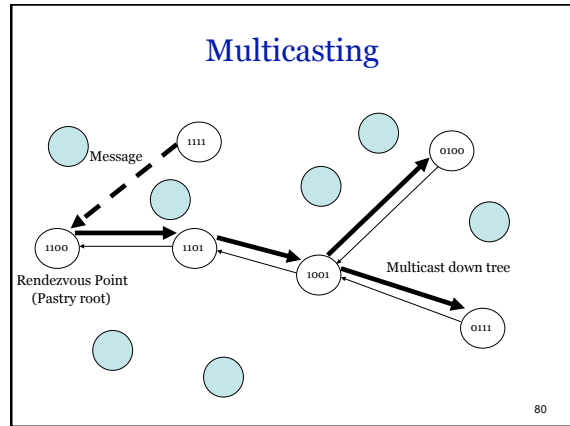 Multicasting
1111
0100
Message
1100
1101
1001
Multicast down tree
Rendezvous Point
(Pastry root)
0111
80